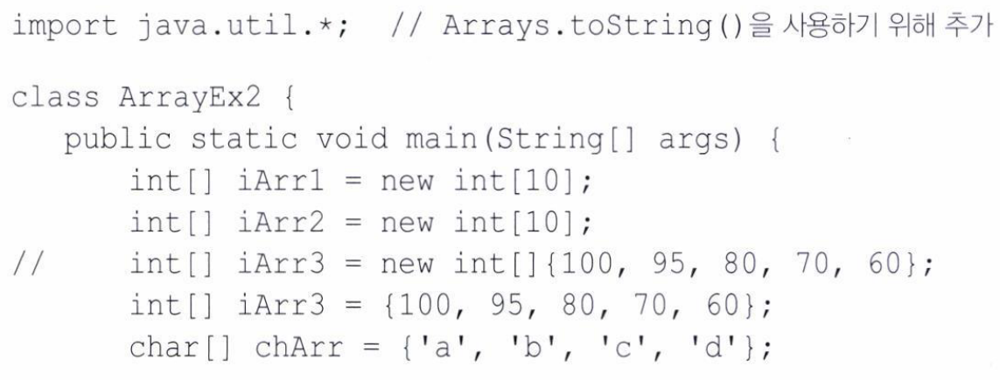 import java.util.*;  // Arrays.toString()을 사용하기 위해 추가
class ArrayEx2 {
   public static void main(String[] args) {
      int[] iArr1 = new int[10];
      int[] iArr2 = new int[10];
//    int[] iArr3 = new int[]{100, 95, 80, 70, 60};
      int[] iArr3 = {100, 95, 80, 70, 60};
      char[] chArr = {'a', 'b', 'c', 'd'};